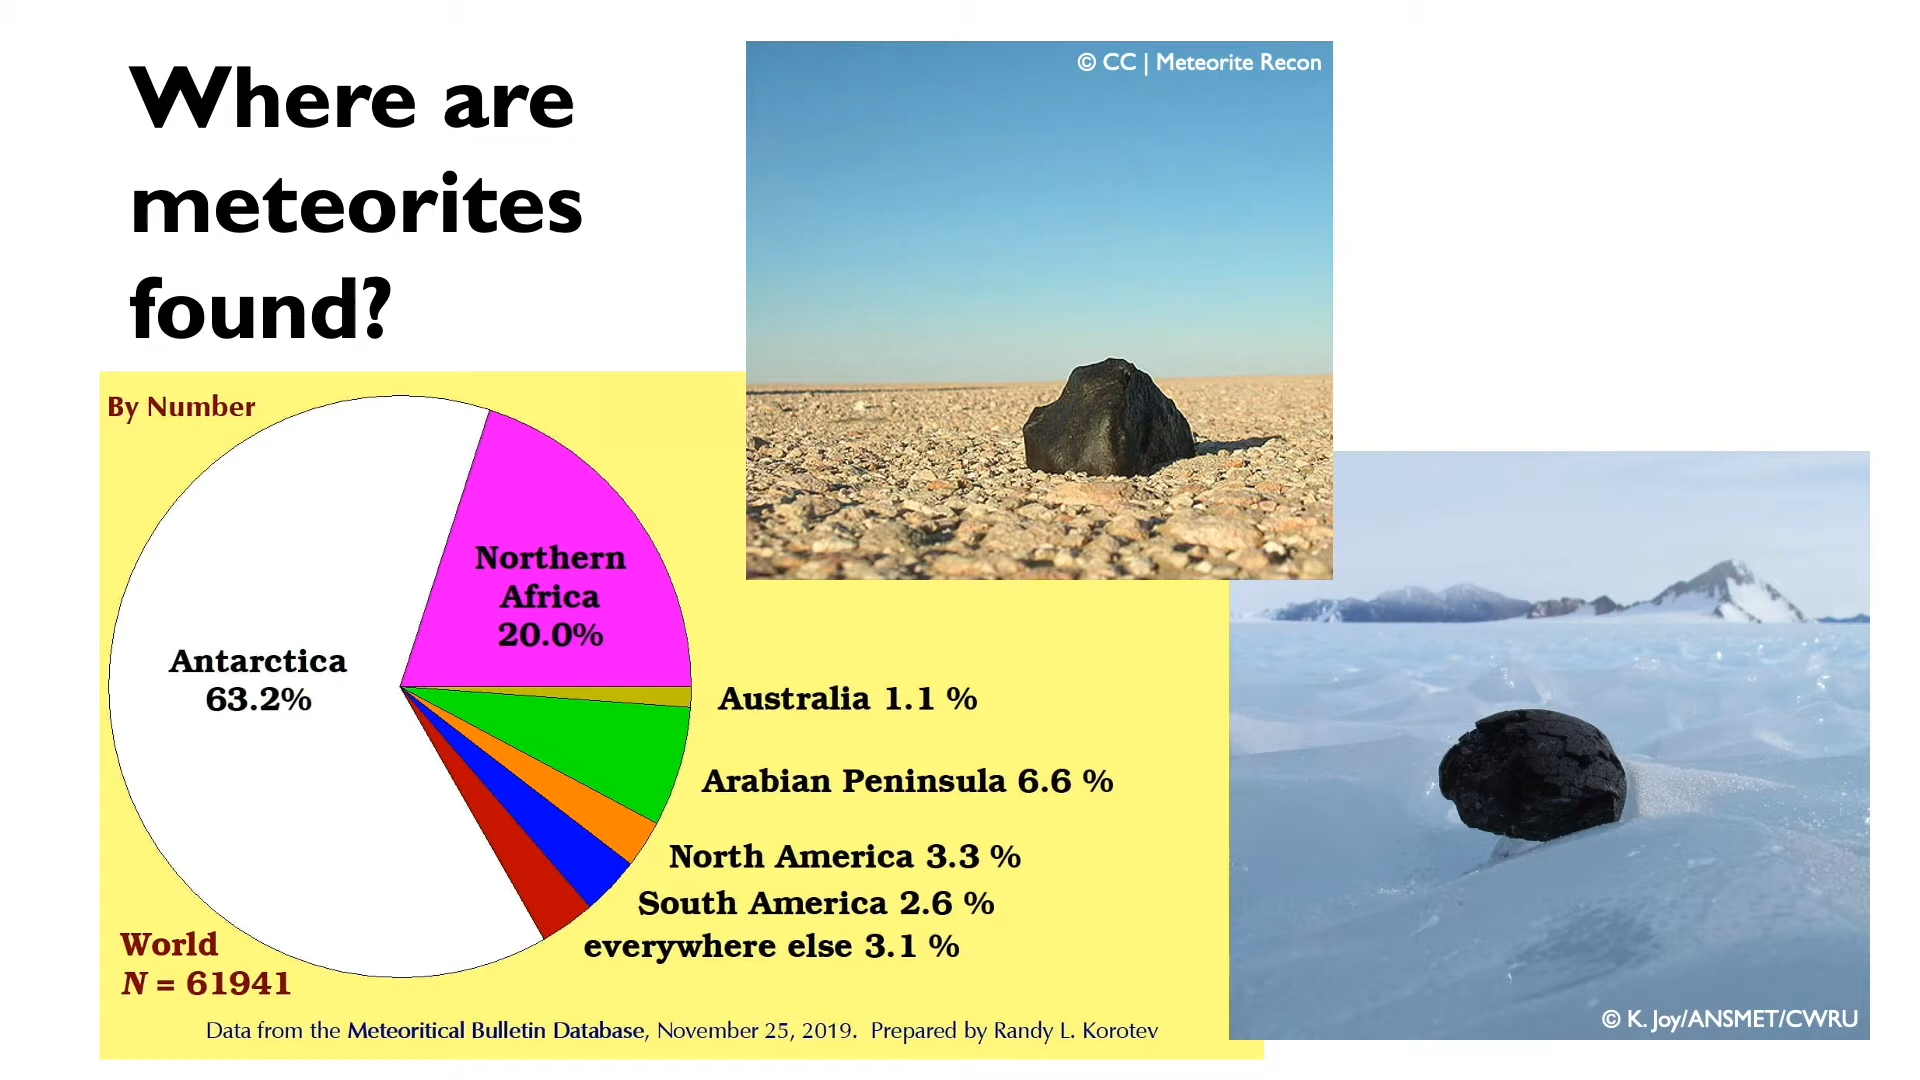 Where are
meteorites
found?
© CC | Meteorite Recon
By Number
Northern
Africa
20.0%
Antarctica
63.2%
Australia 1.1 %
Arabian Peninsula 6.6 %
North America 3.3 %
South America 2.6 %
everywhere else 3.1 %
World
N = 61941
Data from the Meteoritical Bulletin Database, November 25, 2019. Prepared by Randy L. Korotev
© K. Joy/ANSMET/CWRU